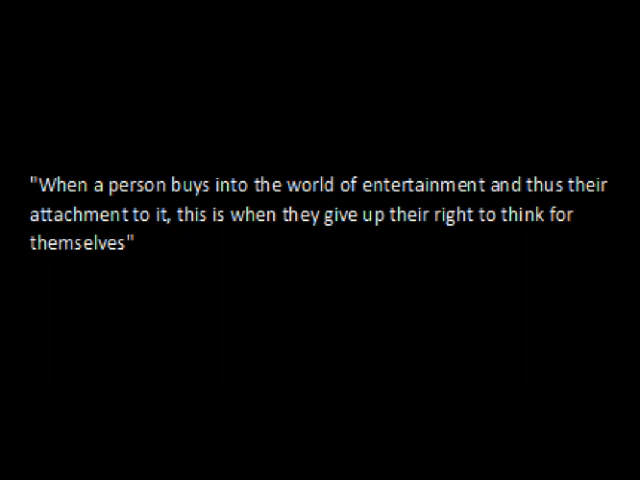 "When a person buys into the world of entertainment and thus their
attachment to it, this is when they give up their right to think for
themselves"